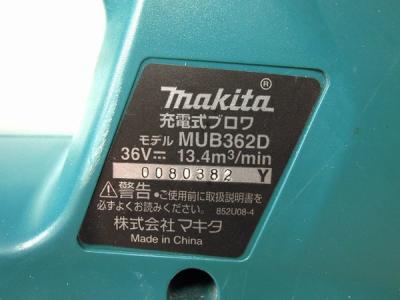 makita®
充電式ブロワ
モデル MUB362D
36V⎓ 13.4m³/min
0080382 Y
⚠警告 •ご使用前に取扱説明書を
必ずよくお読みください。 852U08-4
株式会社マキタ
Made in China